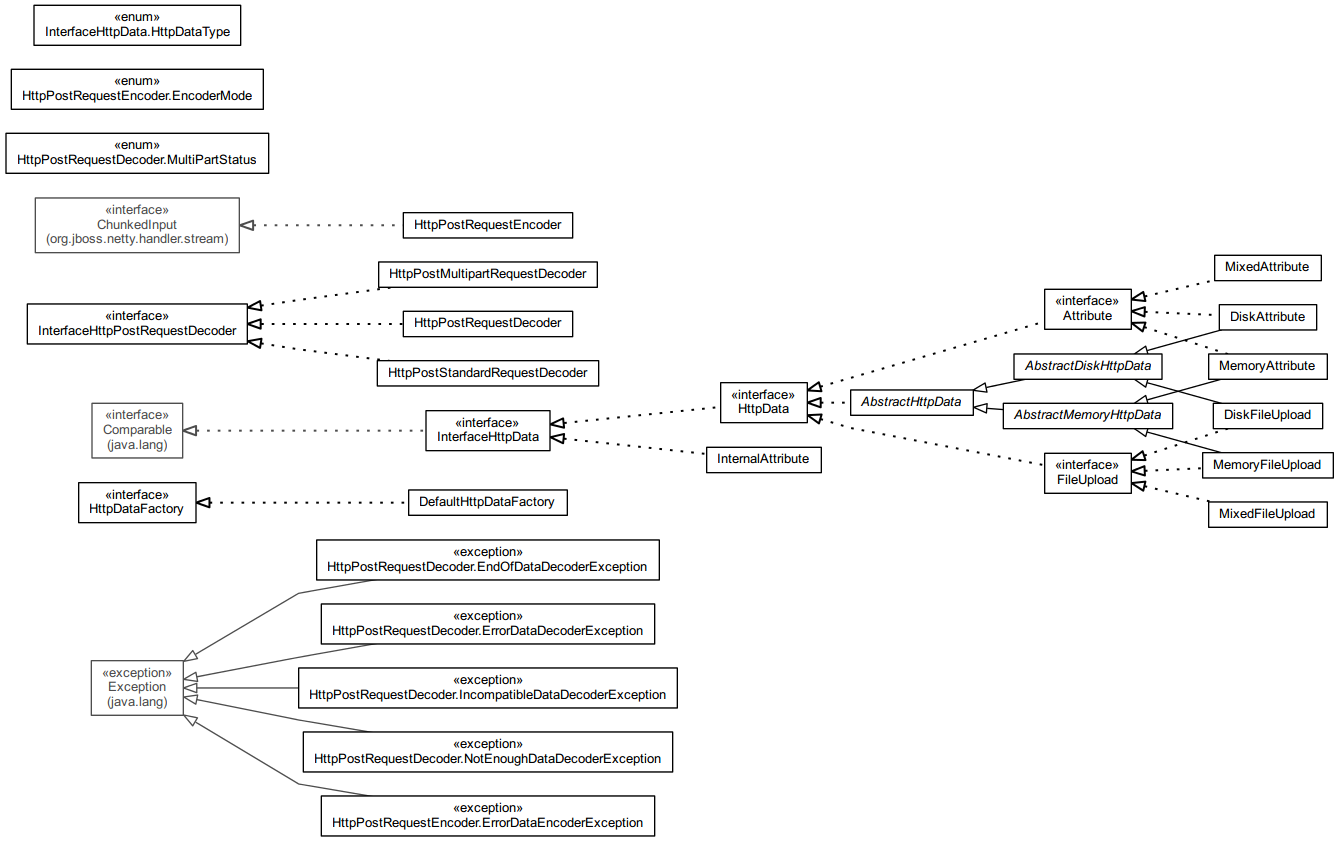 «enum»
InterfaceHttpData.HttpDataType
«enum»
HttpPostRequestEncoder.EncoderMode
«enum»
HttpPostRequestDecoder.MultiPartStatus
«interface»
ChunkedInput
(org.jboss.netty.handler.stream)
HttpPostRequestEncoder
HttpPostMultipartRequestDecoder
«interface»
InterfaceHttpPostRequestDecoder
HttpPostRequestDecoder
HttpPostStandardRequestDecoder
«interface»
Comparable
(java.lang)
«interface»
InterfaceHttpData
«interface»
HttpData
InternalAttribute
AbstractHttpData
«interface»
Attribute
AbstractDiskHttpData
AbstractMemoryHttpData
«interface»
FileUpload
MixedAttribute
DiskAttribute
MemoryAttribute
DiskFileUpload
MemoryFileUpload
MixedFileUpload
«interface»
HttpDataFactory
DefaultHttpDataFactory
«exception»
HttpPostRequestDecoder.EndOfDataDecoderException
«exception»
HttpPostRequestDecoder.ErrorDataDecoderException
«exception»
Exception
(java.lang)
«exception»
HttpPostRequestDecoder.IncompatibleDataDecoderException
«exception»
HttpPostRequestDecoder.NotEnoughDataDecoderException
«exception»
HttpPostRequestEncoder.ErrorDataEncoderException